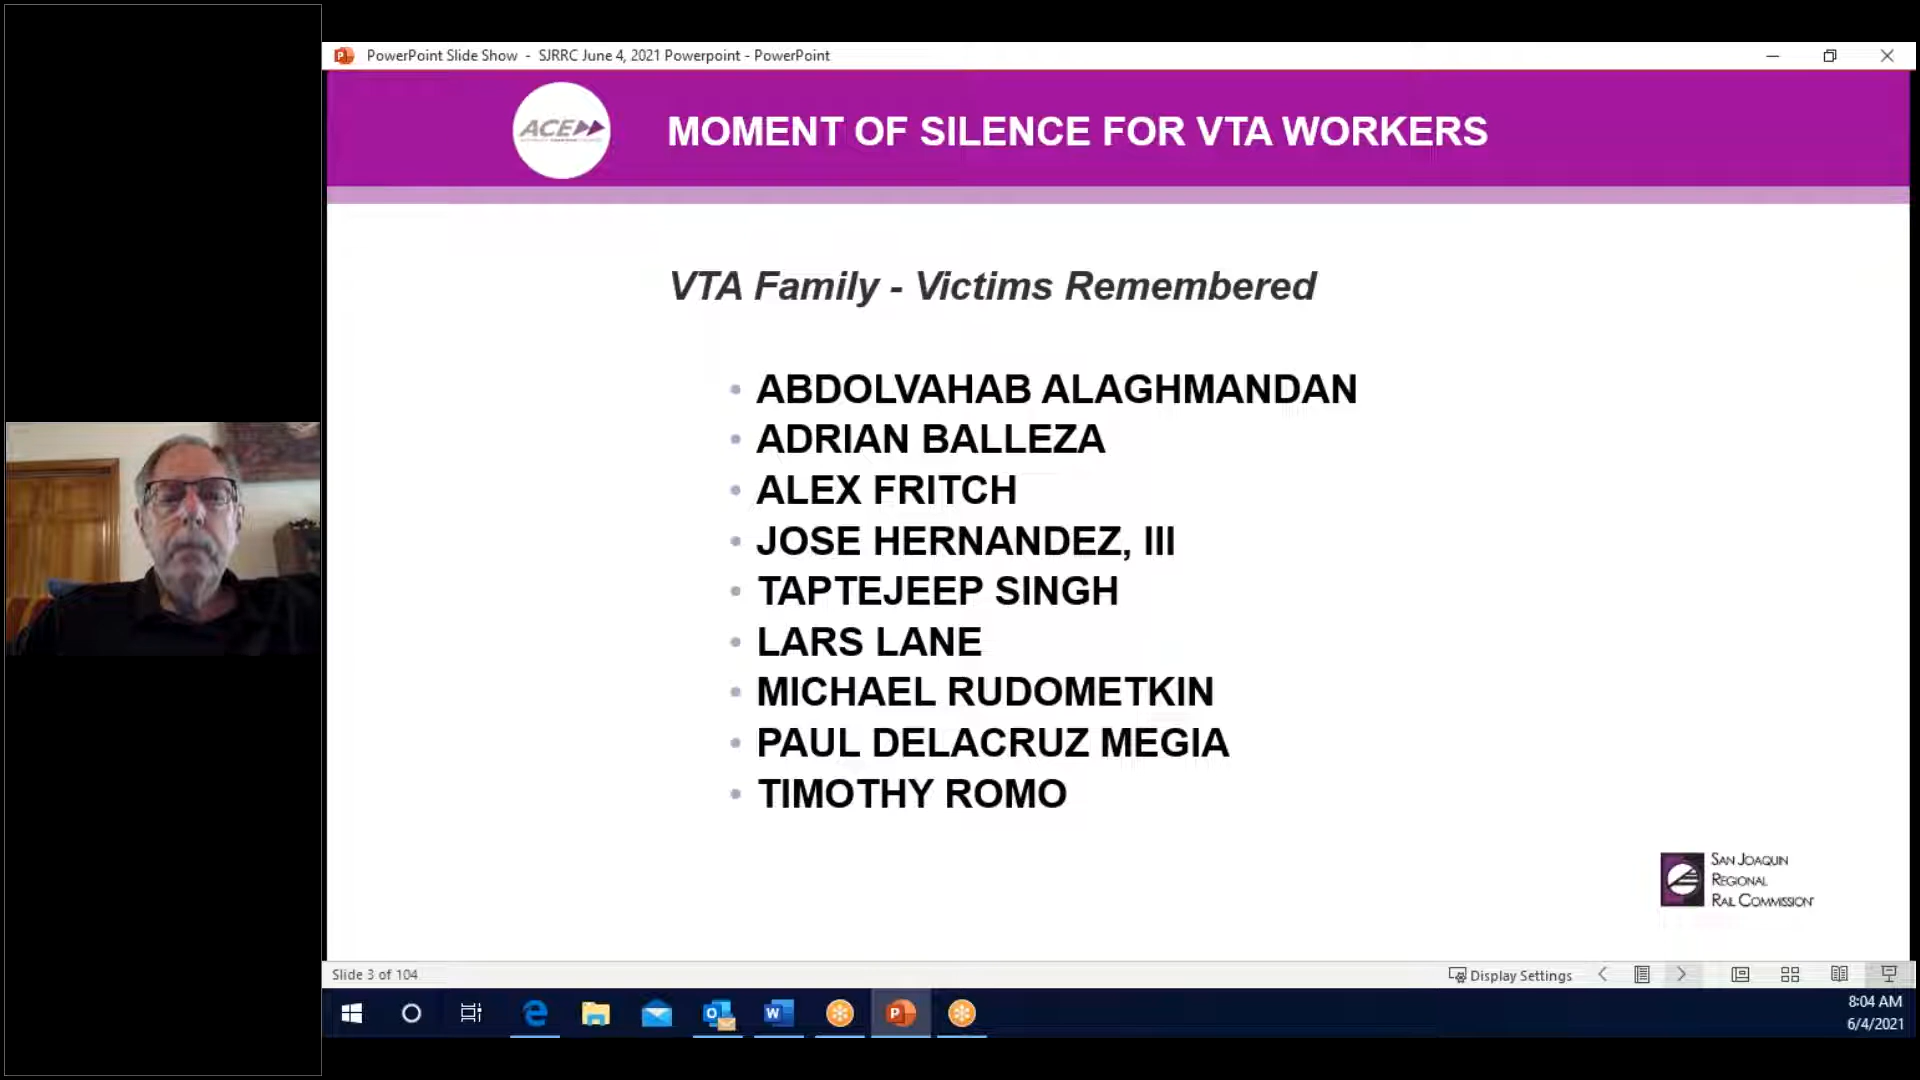 PowerPoint Slide Show - SJRRC June 4, 2021 Powerpoint - PowerPoint
ACE
MOMENT OF SILENCE FOR VTA WORKERS
VTA Family - Victims Remembered
• ABDOLVAHAB ALAGHMANDAN
• ADRIAN BALLEZA
• ALEX FRITCH
• JOSE HERNANDEZ, III
• TAPTEJEEP SINGH
• LARS LANE
• MICHAEL RUDOMETKIN
• PAUL DELACRUZ MEGIA
• TIMOTHY ROMO
SAN JOAQUIN
REGIONAL
RAIL COMMISSION
Slide 3 of 104
Display Settings
8:04 AM
6/4/2021